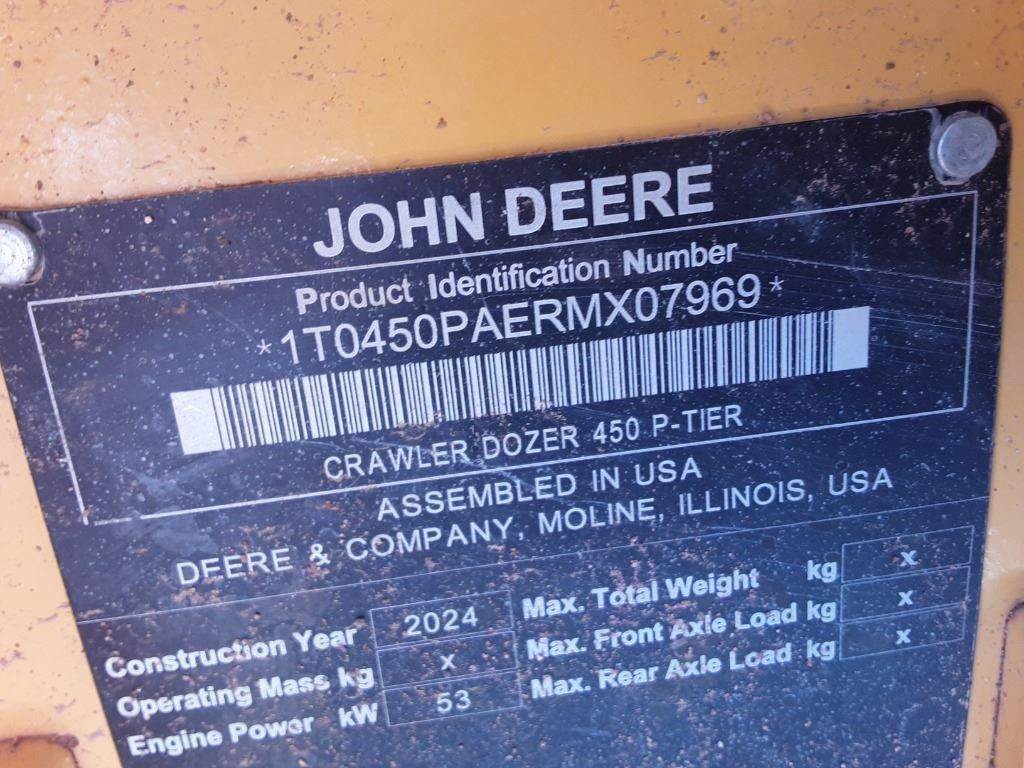 JOHN DEERE
Product Identification Number
*1T0450PAERMX07969*
CRAWLER DOZER 450 P-TIER
ASSEMBLED IN USA
DEERE & COMPANY, MOLINE, ILLINOIS, USA
Construction Year 2024 Max. Total Weight kg x
Operating Mass kg x Max. Front Axle Load kg x
Engine Power kW 53 Max. Rear Axle Load kg x